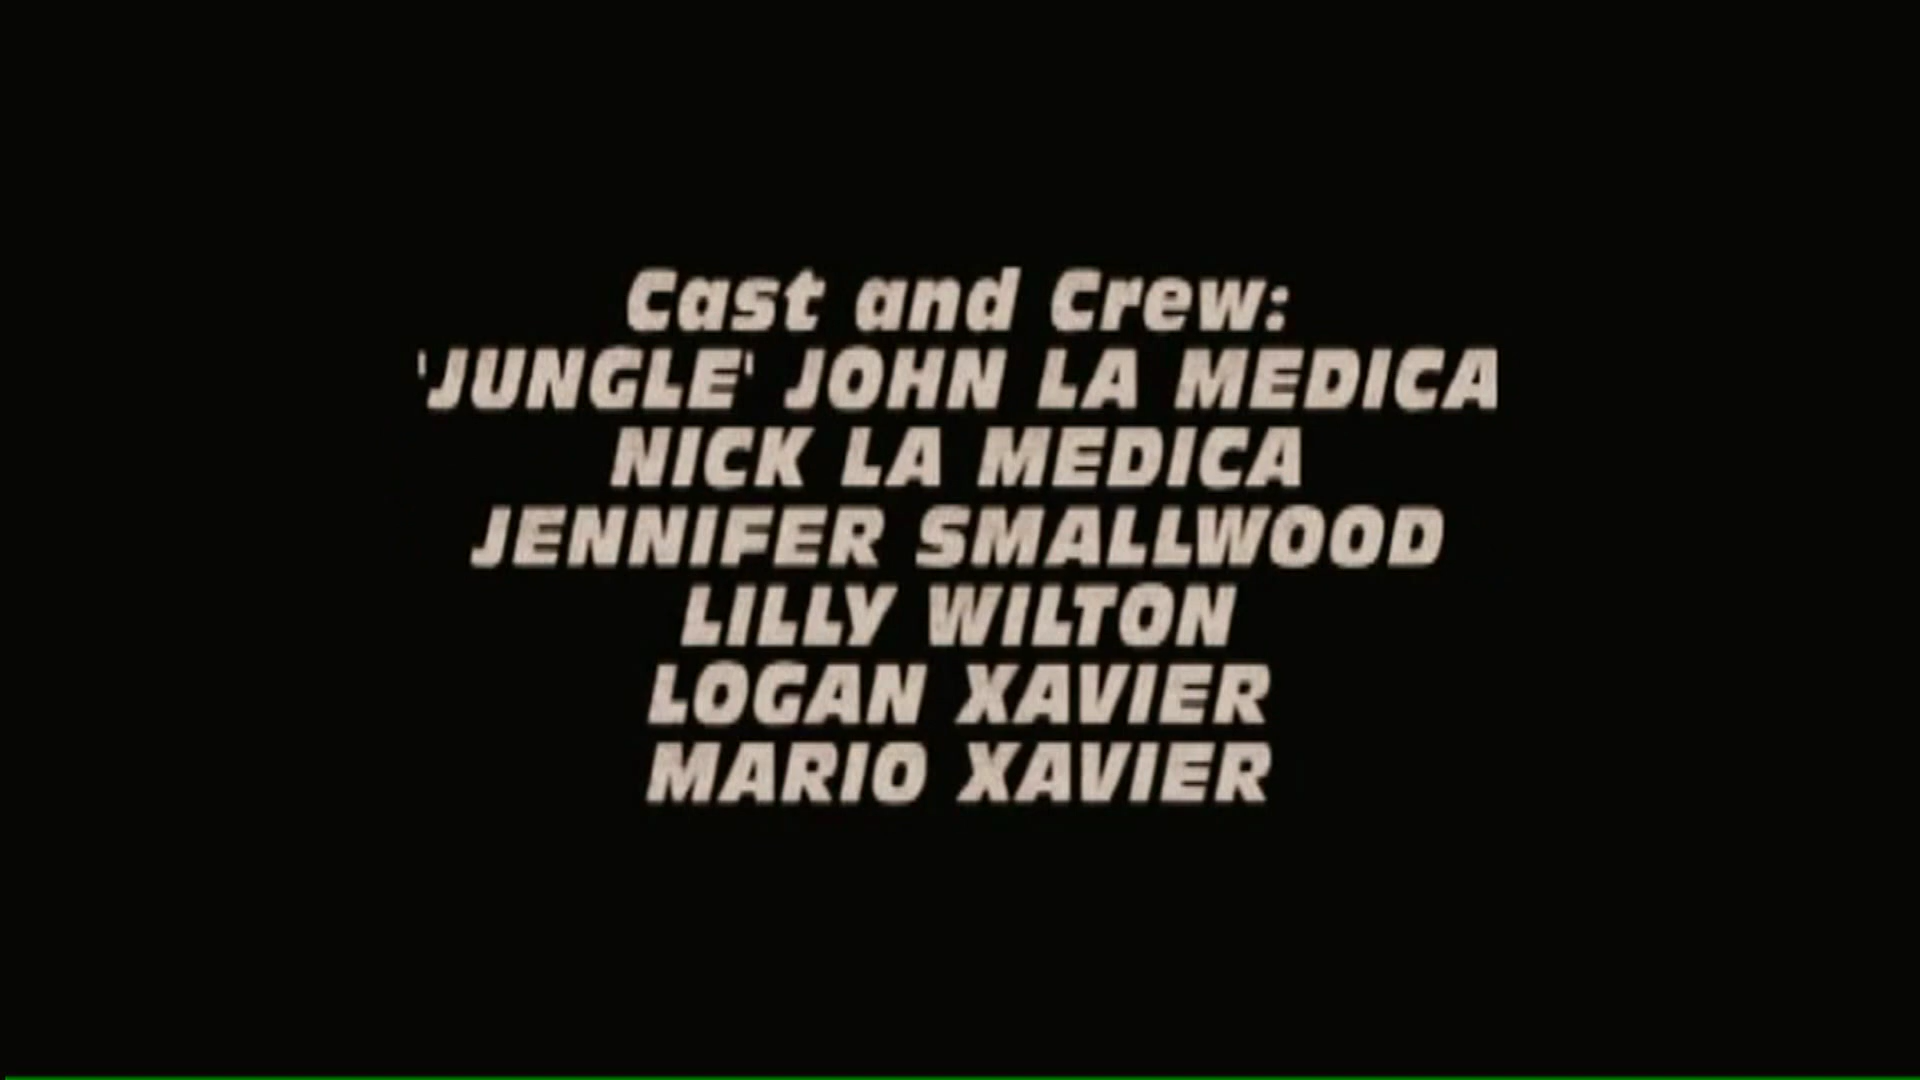 Cast and Crew:
'JUNGLE' JOHN LA MEDICA
NICK LA MEDICA
JENNIFER SMALLWOOD
LILLY WILTON
LOGAN XAVIER
MARIO XAVIER